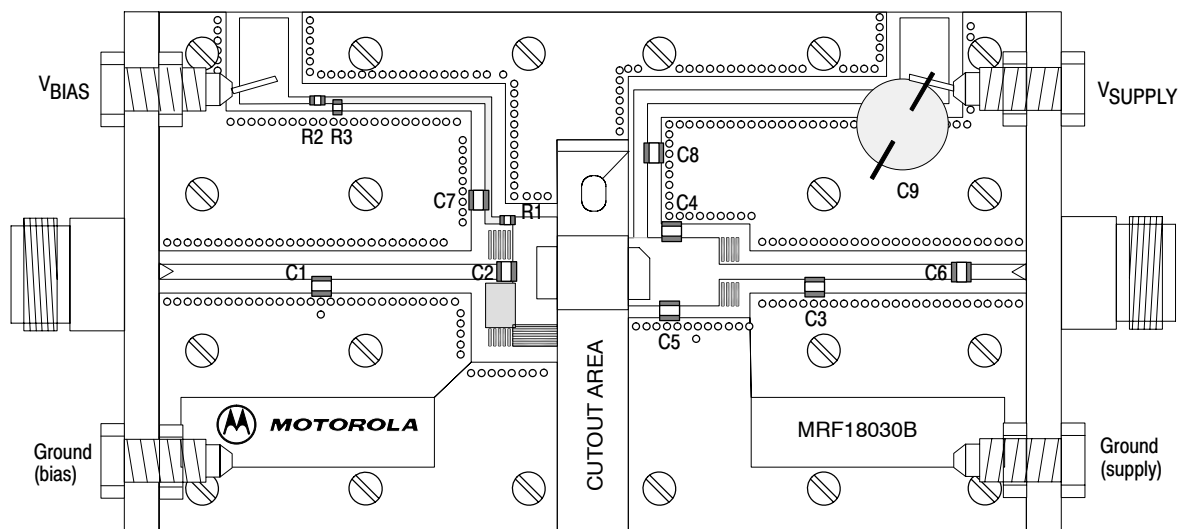 VBIAS
VSUPPLY
R2 R3
C8
C7
C9
R1
C4
C1
C2
C6
C3
C5
CUTOUT AREA
MOTOROLA
MRF18030B
Ground
(bias)
Ground
(supply)